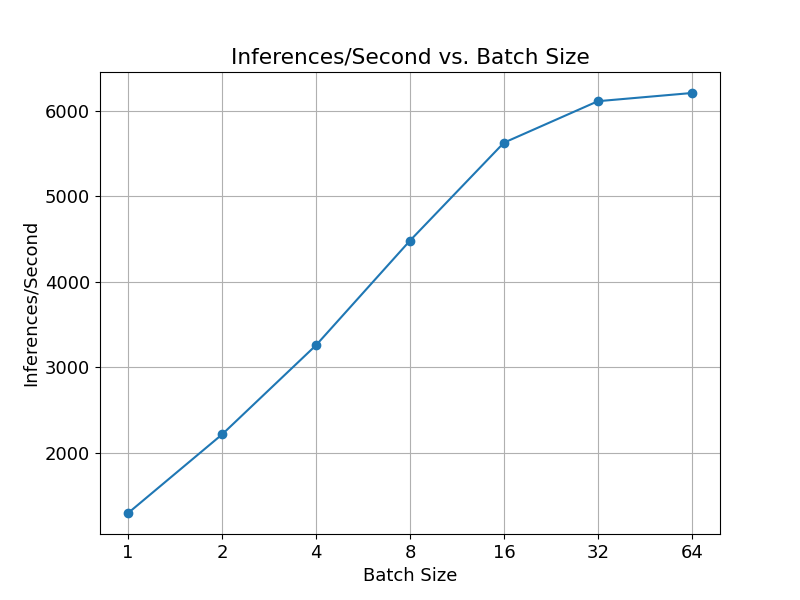 Inferences/Second vs. Batch Size
6000
5000
4000
3000
2000
Inferences/Second
1 2 4 8 16 32 64
Batch Size